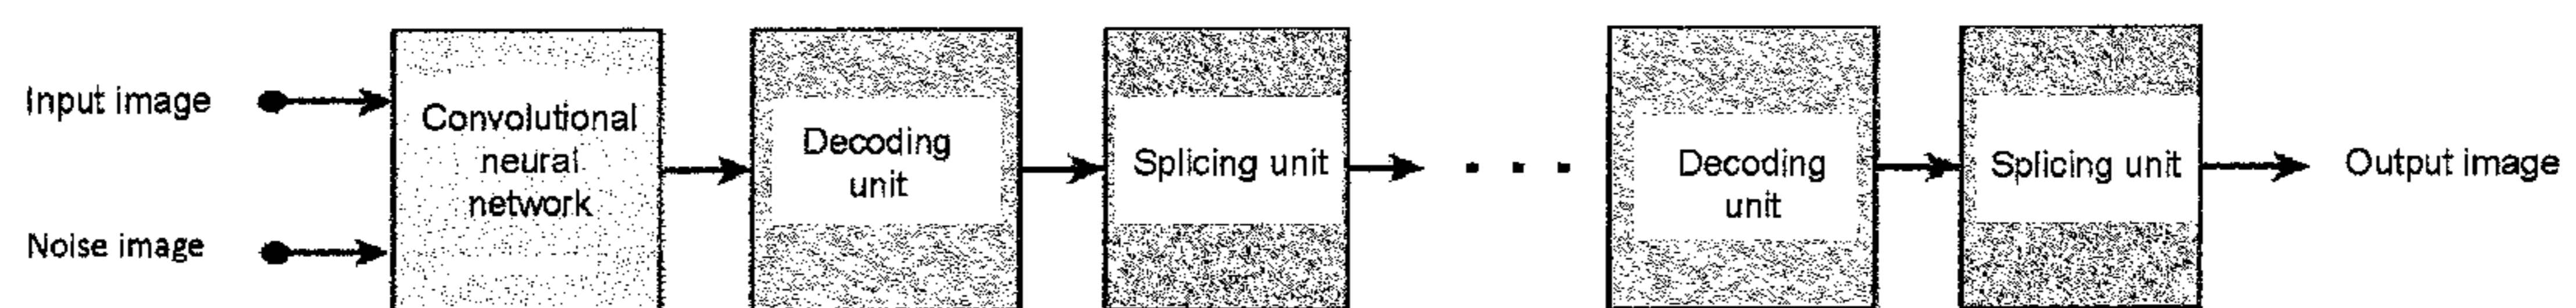 Input image
Noise image
Convolutional
neural
network
Decoding
unit
Splicing unit
. . .
Decoding
unit
Splicing unit
Output image